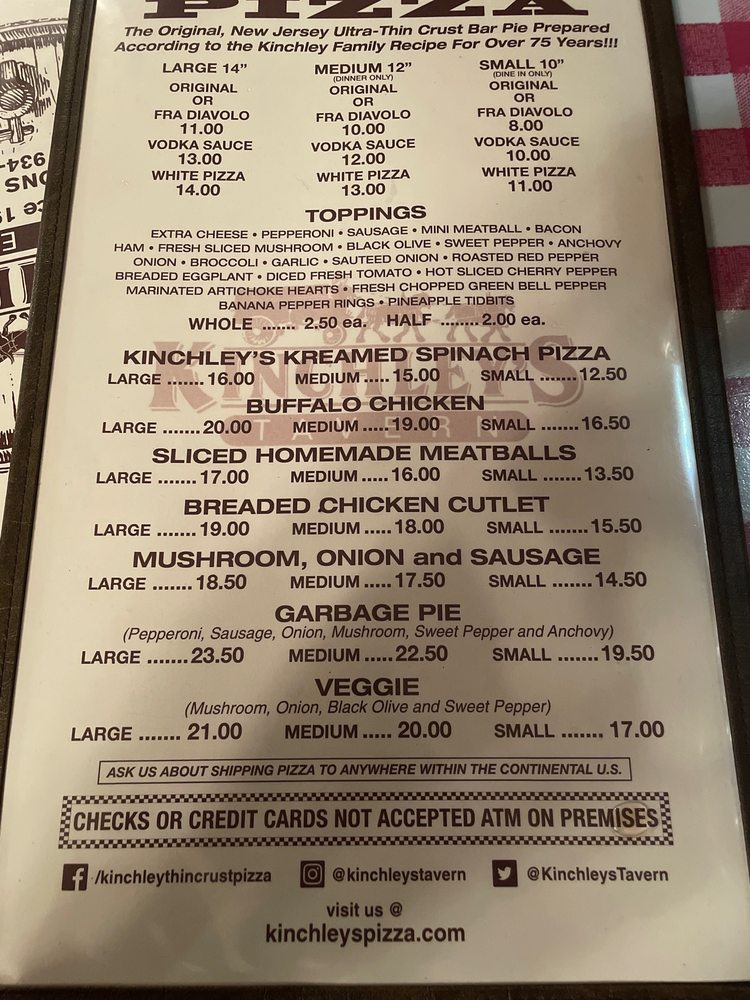 PIZZA
The Original, New Jersey Ultra-Thin Crust Bar Pie Prepared
According to the Kinchley Family Recipe For Over 75 Years!!!
LARGE 14"
ORIGINAL
OR
FRA DIAVOLO
11.00
VODKA SAUCE
13.00
WHITE PIZZA
14.00
MEDIUM 12"
(DINNER ONLY)
ORIGINAL
OR
FRA DIAVOLO
10.00
VODKA SAUCE
12.00
WHITE PIZZA
13.00
SMALL 10"
(DINE IN ONLY)
ORIGINAL
OR
FRA DIAVOLO
8.00
VODKA SAUCE
10.00
WHITE PIZZA
11.00
TOPPINGS
EXTRA CHEESE • PEPPERONI • SAUSAGE • MINI MEATBALL • BACON
HAM • FRESH SLICED MUSHROOM • BLACK OLIVE • SWEET PEPPER • ANCHOVY
ONION • BROCCOLI • GARLIC • SAUTEED ONION • ROASTED RED PEPPER
BREADED EGGPLANT • DICED FRESH TOMATO • HOT SLICED CHERRY PEPPER
MARINATED ARTICHOKE HEARTS • FRESH CHOPPED GREEN BELL PEPPER
BANANA PEPPER RINGS • PINEAPPLE TIDBITS
WHOLE ....... 2.50 ea. HALF ........2.00 ea.
KINCHLEY'S KREAMED SPINACH PIZZA
LARGE .......16.00 MEDIUM .....15.00 SMALL .......12.50
BUFFALO CHICKEN
LARGE .......20.00 MEDIUM .....19.00 SMALL .......16.50
SLICED HOMEMADE MEATBALLS
LARGE .......17.00 MEDIUM .....16.00 SMALL .......13.50
BREADED CHICKEN CUTLET
LARGE .......19.00 MEDIUM .....18.00 SMALL .......15.50
MUSHROOM, ONION and SAUSAGE
LARGE .......18.50 MEDIUM .....17.50 SMALL .......14.50
GARBAGE PIE
(Pepperoni, Sausage, Onion, Mushroom, Sweet Pepper and Anchovy)
LARGE .......23.50 MEDIUM .....22.50 SMALL .......19.50
VEGGIE
(Mushroom, Onion, Black Olive and Sweet Pepper)
LARGE ....... 21.00 MEDIUM ..... 20.00 SMALL ....... 17.00
KINCHLEY'S
TAVERN
ASK US ABOUT SHIPPING PIZZA TO ANYWHERE WITHIN THE CONTINENTAL U.S.
CHECKS OR CREDIT CARDS NOT ACCEPTED ATM ON PREMISES
/kinchleythincrustpizza @kinchleystavern @KinchleysTavern
visit us @
kinchleyspizza.com
934-